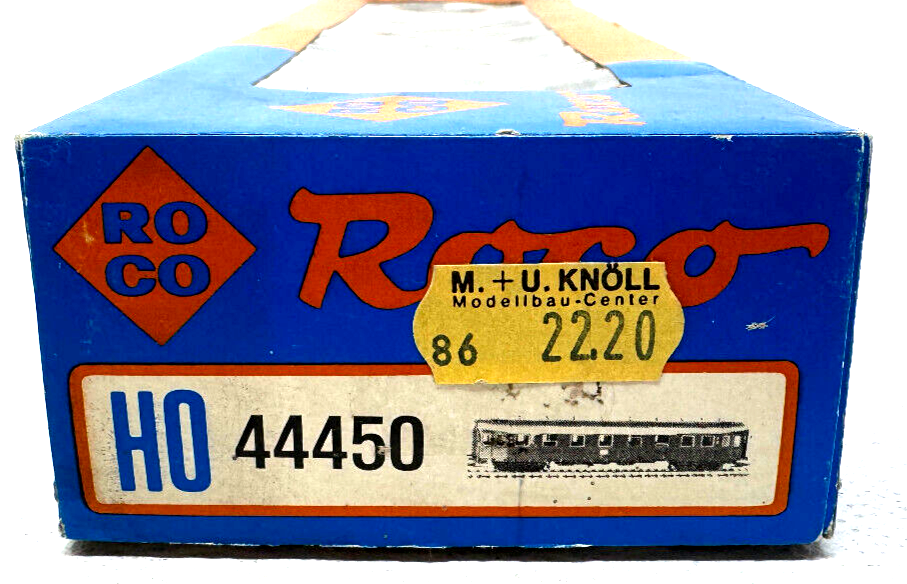 RO
CO
Roco
M. + U. KNÖLL
Modellbau-Center
86 22.20
HO 44450